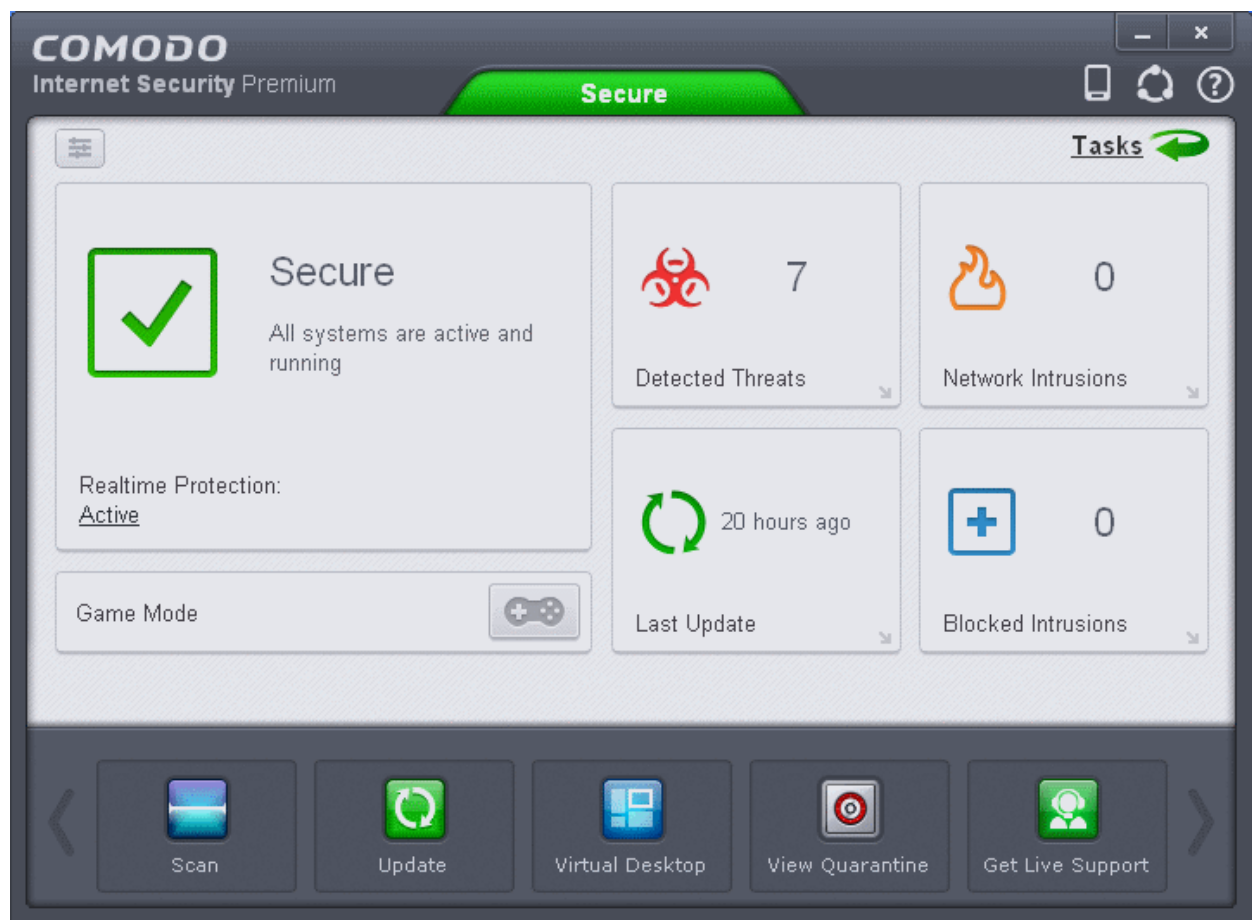 COMODO
Internet Security Premium
Secure
Tasks
Secure
All systems are active and
running
Realtime Protection:
Active
Game Mode
7
Detected Threats
0
Network Intrusions
20 hours ago
Last Update
0
Blocked Intrusions
Scan
Update
Virtual Desktop
View Quarantine
Get Live Support